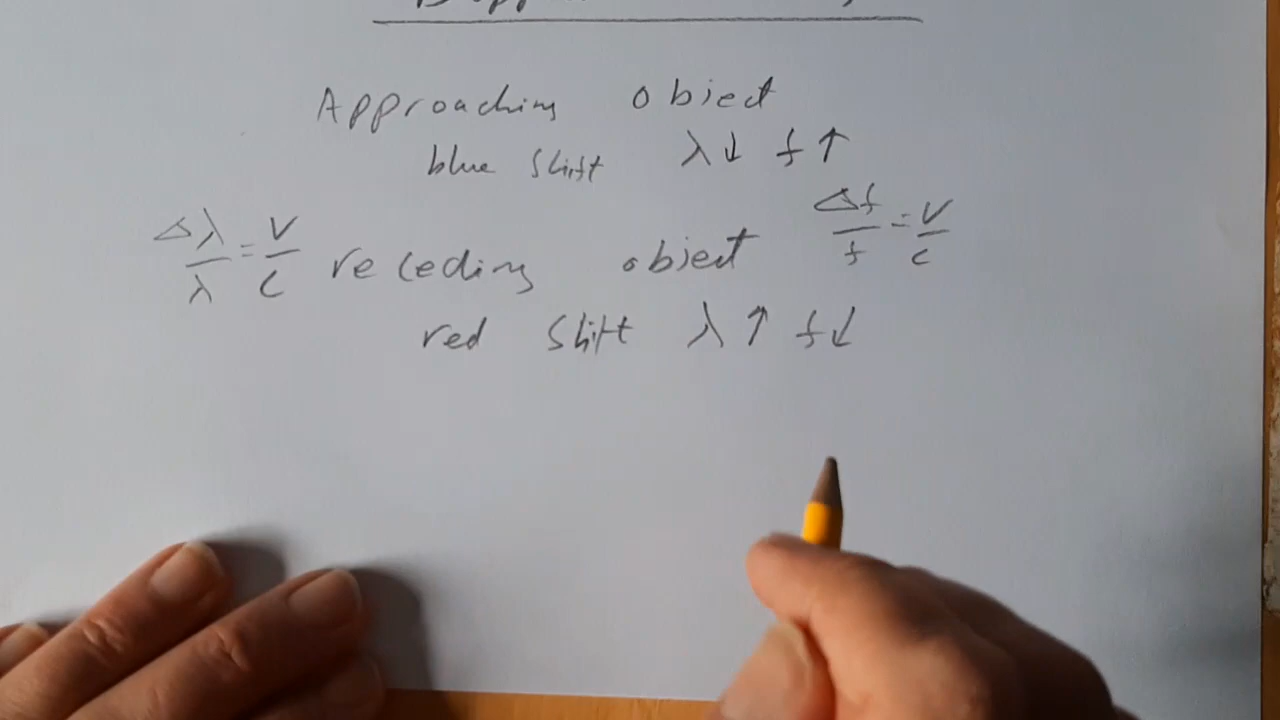 Approaching object
blue shift λ↓ f↑
Δλ/λ = v/c
receding object
Δf/f = v/c
red shift λ↑ f↓